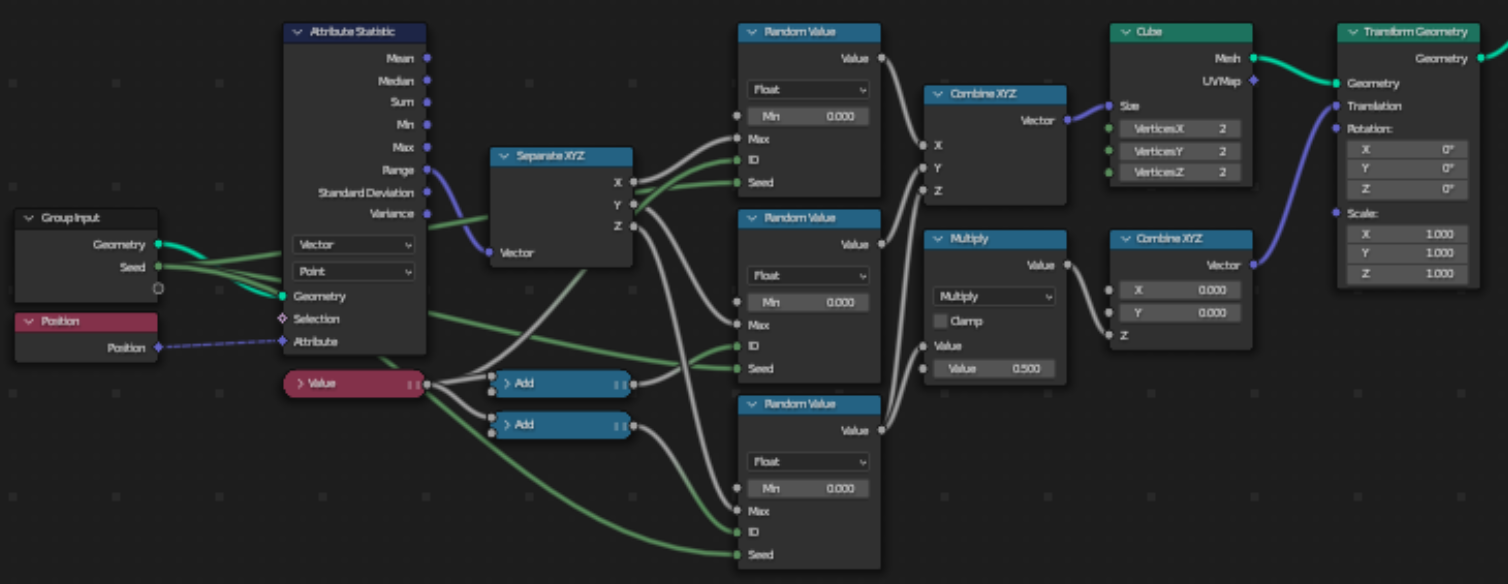 Group Input
Geometry
Seed
Position
Position
Attribute Statistic
Mean
Median
Sum
Min
Max
Range
Standard Deviation
Variance
Vector
Point
Geometry
Selection
Attribute
Value
Separate XYZ
X
Y
Z
Vector
Add
Add
Random Value
Value
Float
Min 0.000
Max
ID
Seed
Random Value
Value
Float
Min 0.000
Max
ID
Seed
Random Value
Value
Float
Min 0.000
Max
ID
Seed
Combine XYZ
Vector
X
Y
Z
Multiply
Value
Multiply
Clamp
Value
Value 0.500
Cube
Mesh
UV Map
Size
Vertices X 2
Vertices Y 2
Vertices Z 2
Combine XYZ
Vector
X 0.000
Y 0.000
Z
Transform Geometry
Geometry
Geometry
Translation
Rotation:
X 0°
Y 0°
Z 0°
Scale:
X 1.000
Y 1.000
Z 1.000